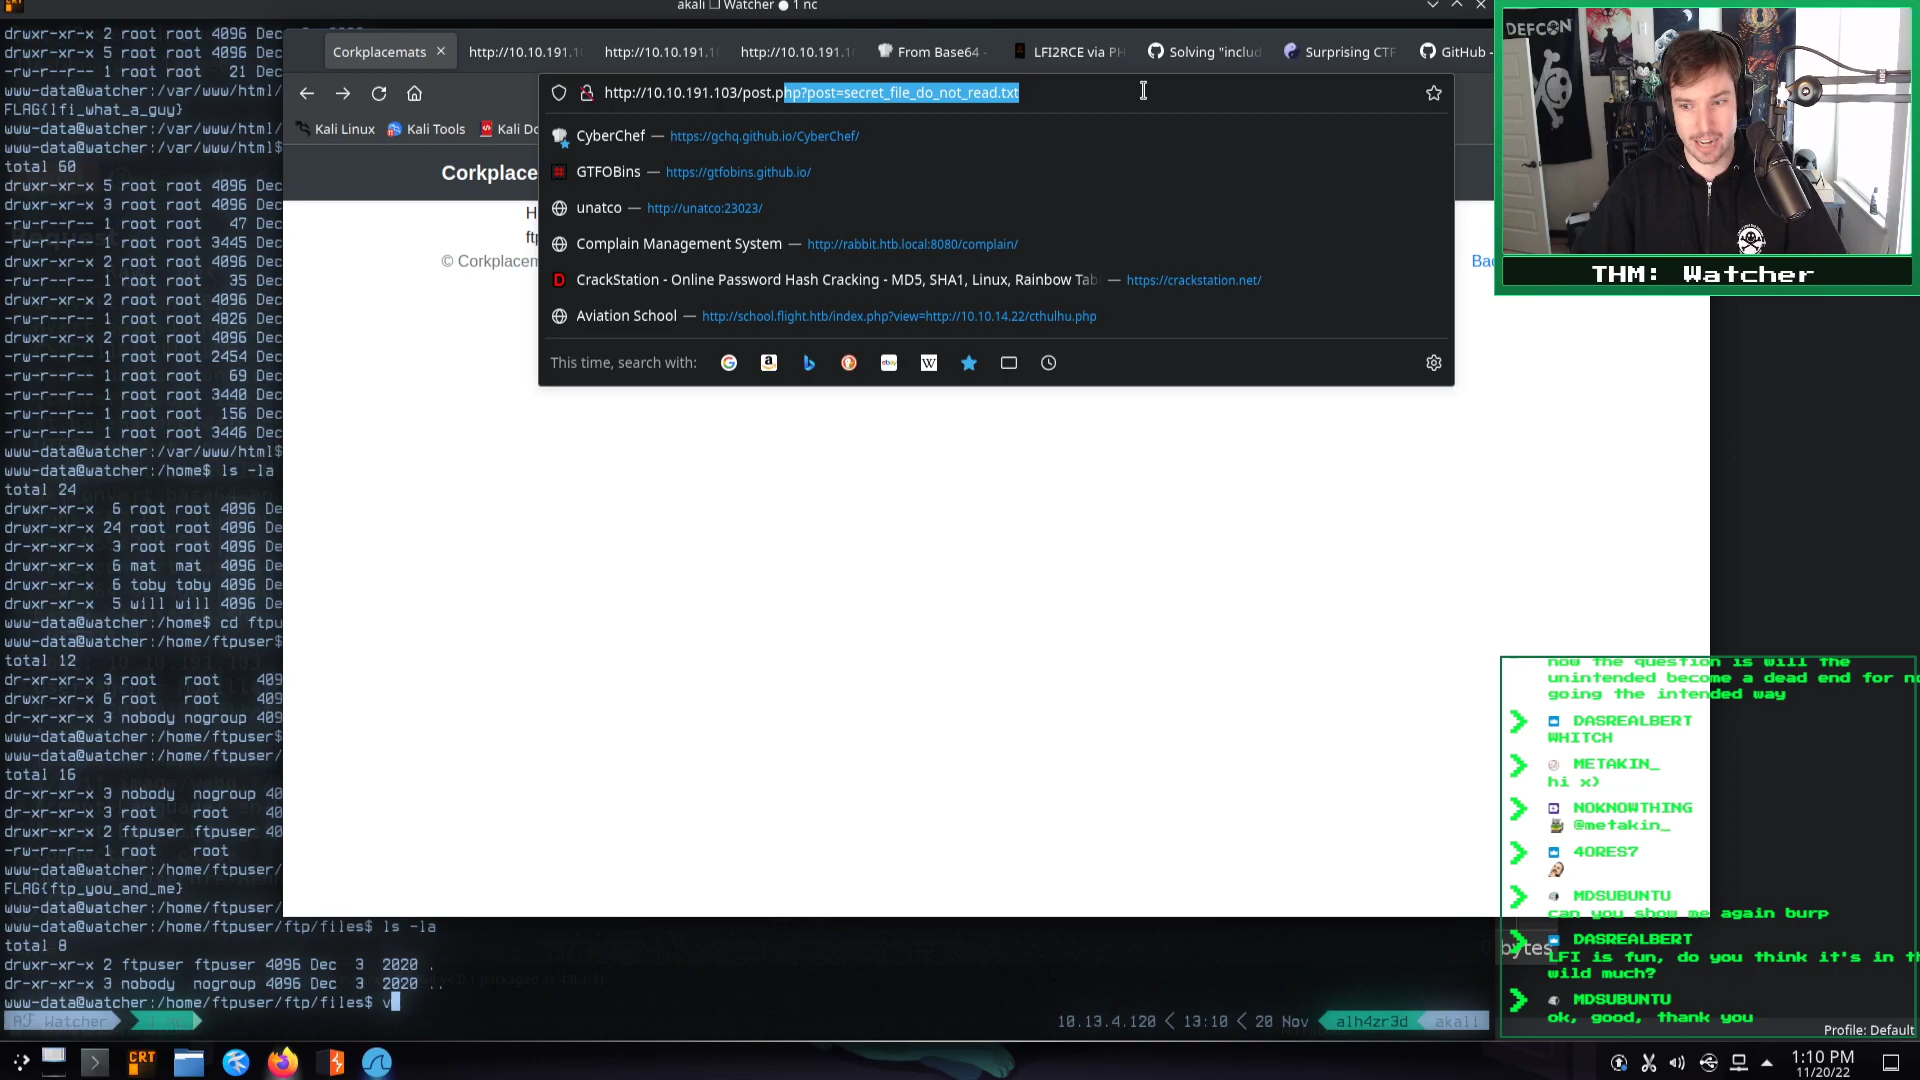 akali □ Watcher ● 1 nc
drwxr-xr-x 2 root root 4096 Dec 3
drwxr-xr-x 5 root root 4096 Dec
-rw-r--r-- 1 root root 21 Dec
www-data@watcher:/var/www/html/
FLAG{lfi_what_a_guy}
www-data@watcher:/var/www/html/
www-data@watcher:/var/www/html$
total 60
drwxr-xr-x 5 root root 4096 Dec
drwxr-xr-x 3 root root 4096 Dec
-rw-r--r-- 1 root root 47 Dec
-rw-r--r-- 1 root root 3445 Dec
drwxr-xr-x 2 root root 4096 Dec
-rw-r--r-- 1 root root 35 Dec
drwxr-xr-x 2 root root 4096 Dec
-rw-r--r-- 1 root root 4826 Dec
drwxr-xr-x 2 root root 4096 Dec
-rw-r--r-- 1 root root 2454 Dec
-rw-r--r-- 1 root root 69 Dec
-rw-r--r-- 1 root root 3440 Dec
-rw-r--r-- 1 root root 156 Dec
-rw-r--r-- 1 root root 3446 Dec
www-data@watcher:/var/www/html$
www-data@watcher:/home$ ls -la
total 24
drwxr-xr-x 6 root root 4096 De
drwxr-xr-x 24 root root 4096 De
dr-xr-xr-x 3 root root 4096 De
drwxr-xr-x 6 mat mat 4096 De
drwxr-xr-x 6 toby toby 4096 De
drwxr-xr-x 5 will will 4096 De
www-data@watcher:/home$ cd ftpu
www-data@watcher:/home/ftpuser$
total 12
dr-xr-xr-x 3 root root 409
drwxr-xr-x 6 root root 409
dr-xr-xr-x 3 nobody nogroup 409
www-data@watcher:/home/ftpuser$
www-data@watcher:/home/ftpuser/
total 16
dr-xr-xr-x 3 nobody nogroup 40
dr-xr-xr-x 3 root root 40
drwxr-xr-x 2 ftpuser ftpuser 40
-rw-r--r-- 1 root root
www-data@watcher:/home/ftpuser/
FLAG{ftp_you_and_me}
www-data@watcher:/home/ftpuser/
www-data@watcher:/home/ftpuser/ftp/files$ ls -la
total 8
drwxr-xr-x 2 ftpuser ftpuser 4096 Dec 3 2020 .
dr-xr-xr-x 3 nobody nogroup 4096 Dec 3 2020 ..
www-data@watcher:/home/ftpuser/ftp/files$ v
Watcher
10.13.4.120 < 13:10 < 20 Nov alh4zr3d akali
Corkplacemats × http://10.10.191.1 http://10.10.191.1 http://10.10.191.1 From Base64 - LFI2RCE via PH Solving "includ Surprising CTF GitHub -
http://10.10.191.103/post.php?post=secret_file_do_not_read.txt
Kali Linux Kali Tools Kali Do
Corkplace
H
ftp
© Corkplacem
Bac
CyberChef — https://gchq.github.io/CyberChef/
GTFOBins — https://gtfobins.github.io/
unatco — http://unatco:23023/
Complain Management System — http://rabbit.htb.local:8080/complain/
CrackStation - Online Password Hash Cracking - MD5, SHA1, Linux, Rainbow Tab — https://crackstation.net/
Aviation School — http://school.flight.htb/index.php?view=http://10.10.14.22/cthulhu.php
This time, search with:
DEFCON
THM: Watcher
now the question is will the
unintended become a dead end for no
going the intended way
DASREALBERT
WHITCH
METAKIN_
hi x)
NOKNOWTHING
@metakin_
4ORES7
MDSUBUNTU
can you show me again burp
DASREALBERT
LFI is fun, do you think it's in th
wild much?
MDSUBUNTU
ok, good, thank you
bytes
Profile: Default
CRT
1:10 PM
11/20/22